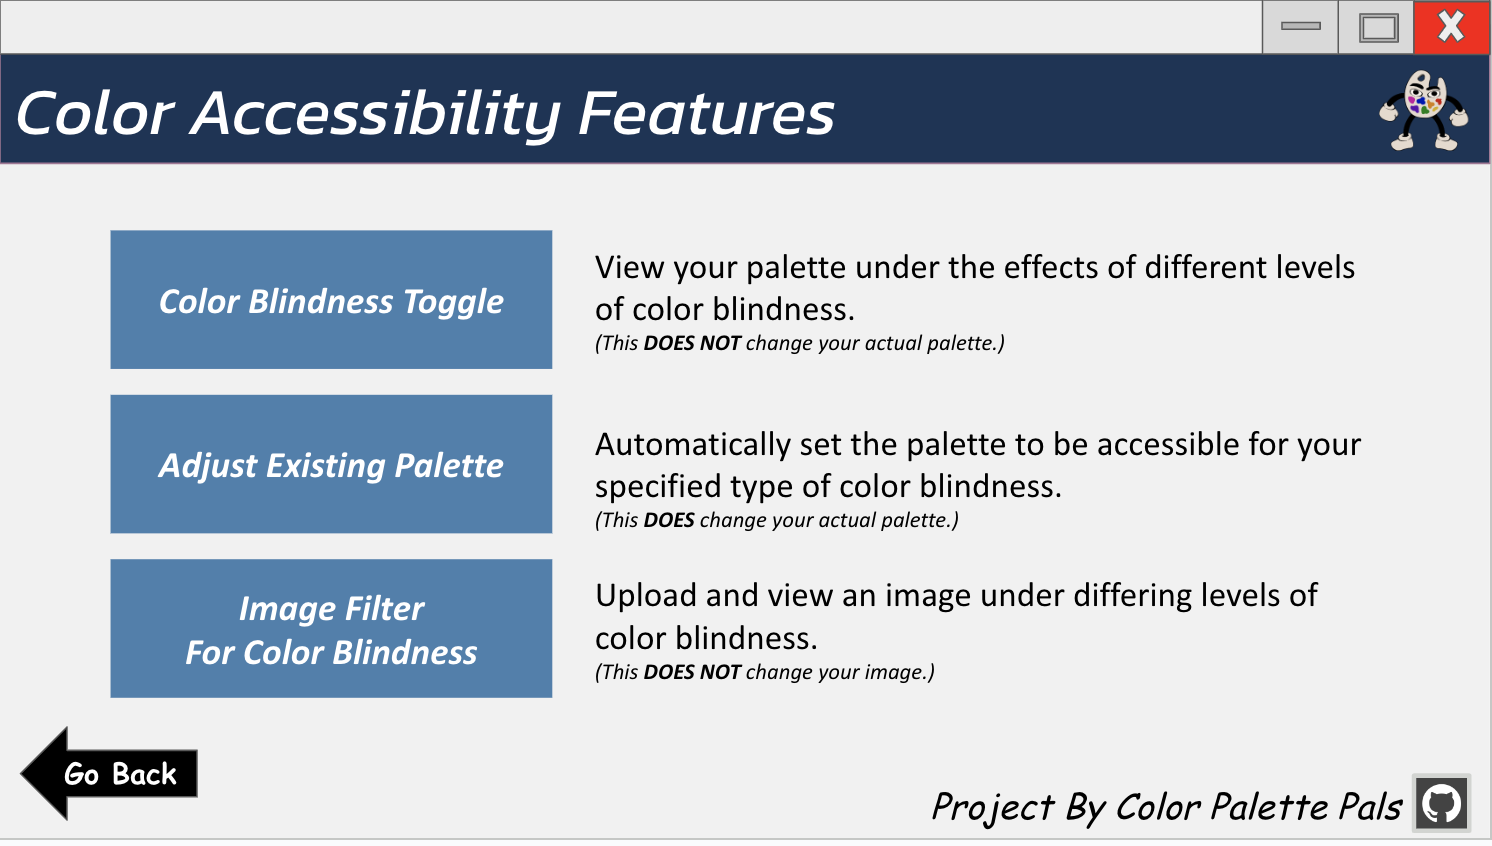 Color Accessibility Features
Color Blindness Toggle
View your palette under the effects of different levels
of color blindness.
(This DOES NOT change your actual palette.)
Adjust Existing Palette
Automatically set the palette to be accessible for your
specified type of color blindness.
(This DOES change your actual palette.)
Image Filter
For Color Blindness
Upload and view an image under differing levels of
color blindness.
(This DOES NOT change your image.)
Go Back
Project By Color Palette Pals